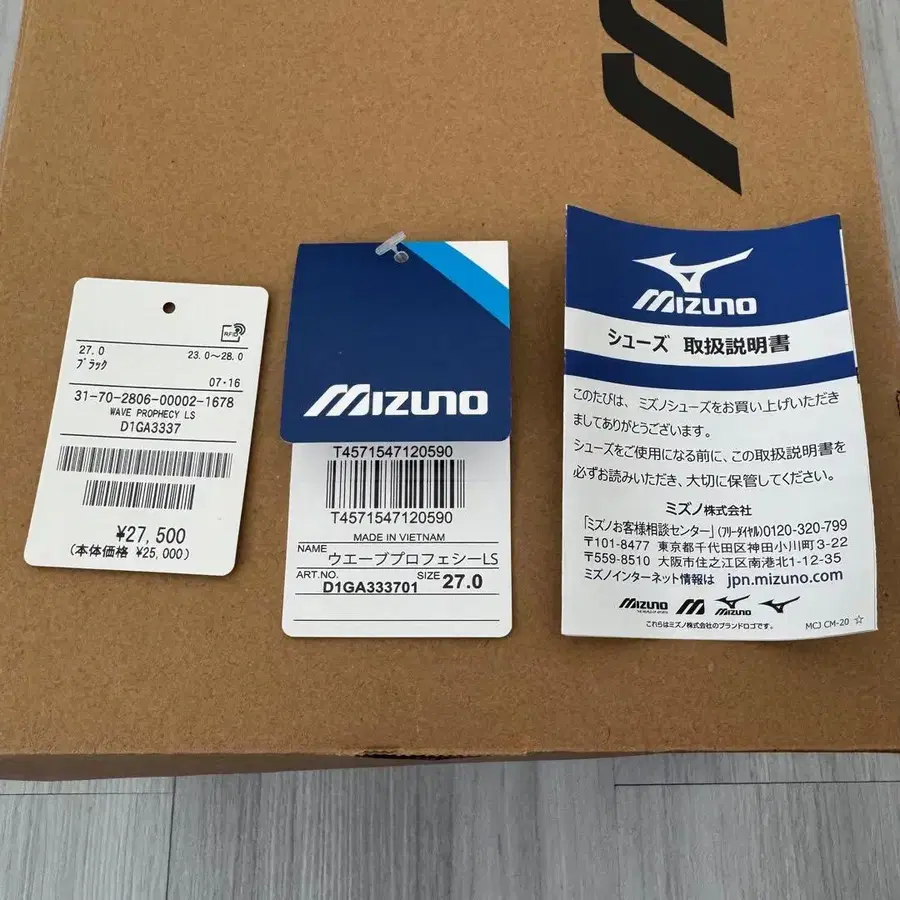 RFID
27.0 23.0～28.0
ブラック
07・16
31-70-2806-00002-1678
WAVE PROPHECY LS
D1GA3337
¥27,500
(本体価格 ¥25,000)
MIZUNO
T4571547120590
T4571547120590
MADE IN VIETNAM
NAME ウエーブプロフェシーLS
ART.NO. D1GA333701 SIZE 27.0
MIZUNO
シューズ 取扱説明書
このたびは、ミズノシューズをお買い上げいただき
ましてありがとうございます。
シューズをご使用になる前に、この取扱説明書を
必ずお読みいただき、大切に保管してください。
ミズノ株式会社
「ミズノお客様相談センター」(フリーダイヤル)0120-320-799
〒101-8477 東京都千代田区神田小川町3-22
〒559-8510 大阪市住之江区南港北1-12-35
ミズノインターネット情報は jpn.mizuno.com
MIZUNO MIZUNO
これらはミズノ株式会社のブランドロゴです。 MCJ CM-20 ☆